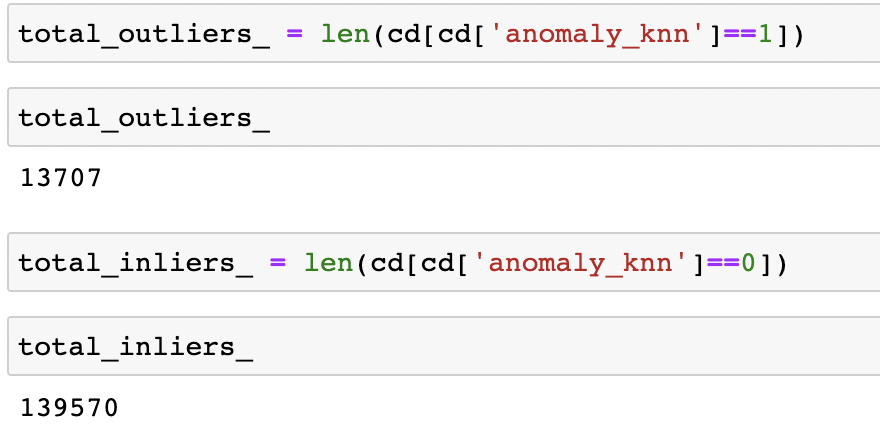 total_outliers_ = len(cd[cd['anomaly_knn']==1])
total_outliers_
13707
total_inliers_ = len(cd[cd['anomaly_knn']==0])
total_inliers_
139570